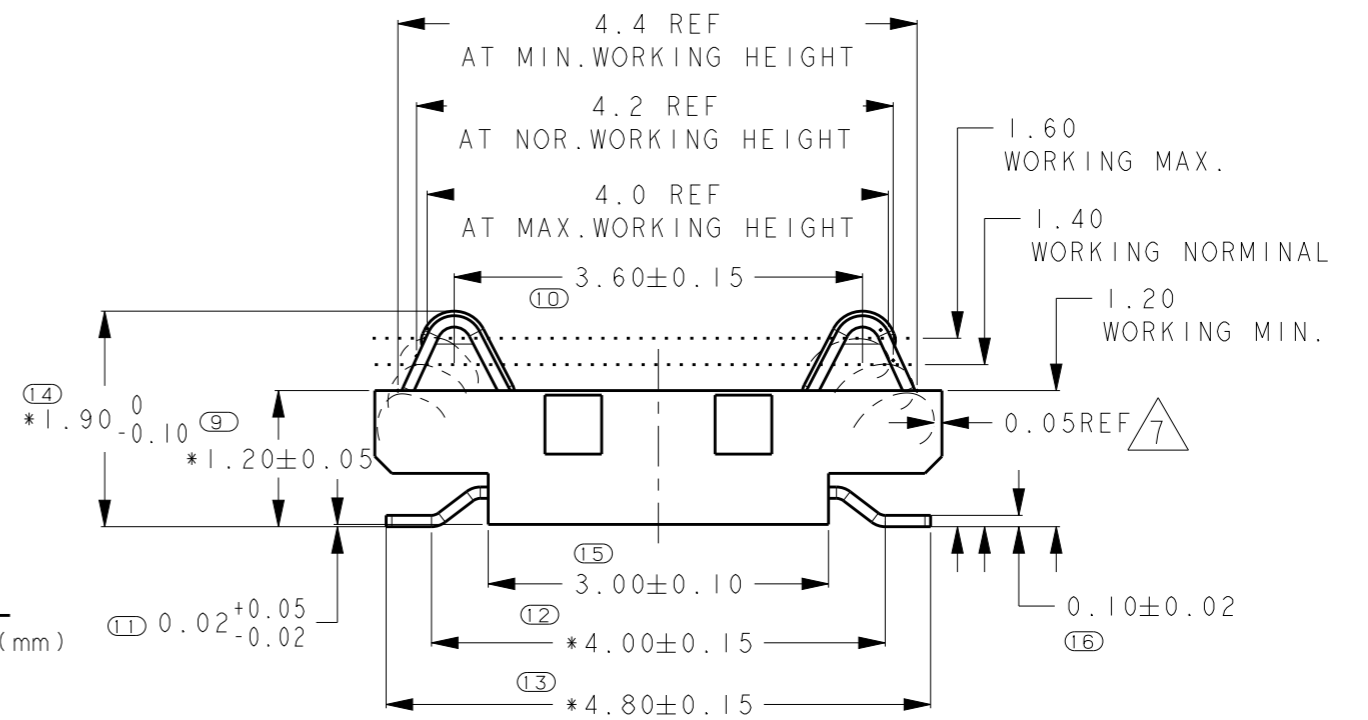 4.4 REF
AT MIN.WORKING HEIGHT
4.2 REF
AT NOR.WORKING HEIGHT
1.60
WORKING MAX.
4.0 REF
AT MAX.WORKING HEIGHT
1.40
WORKING NORMINAL
3.60±0.15
10
1.20
WORKING MIN.
14
*1.90 0 -0.10
9
*1.20±0.05
0.05REF 7
15
3.00±0.10
11 0.02 +0.05 -0.02
12
*4.00±0.15
0.10±0.02
16
(mm)
13
*4.80±0.15